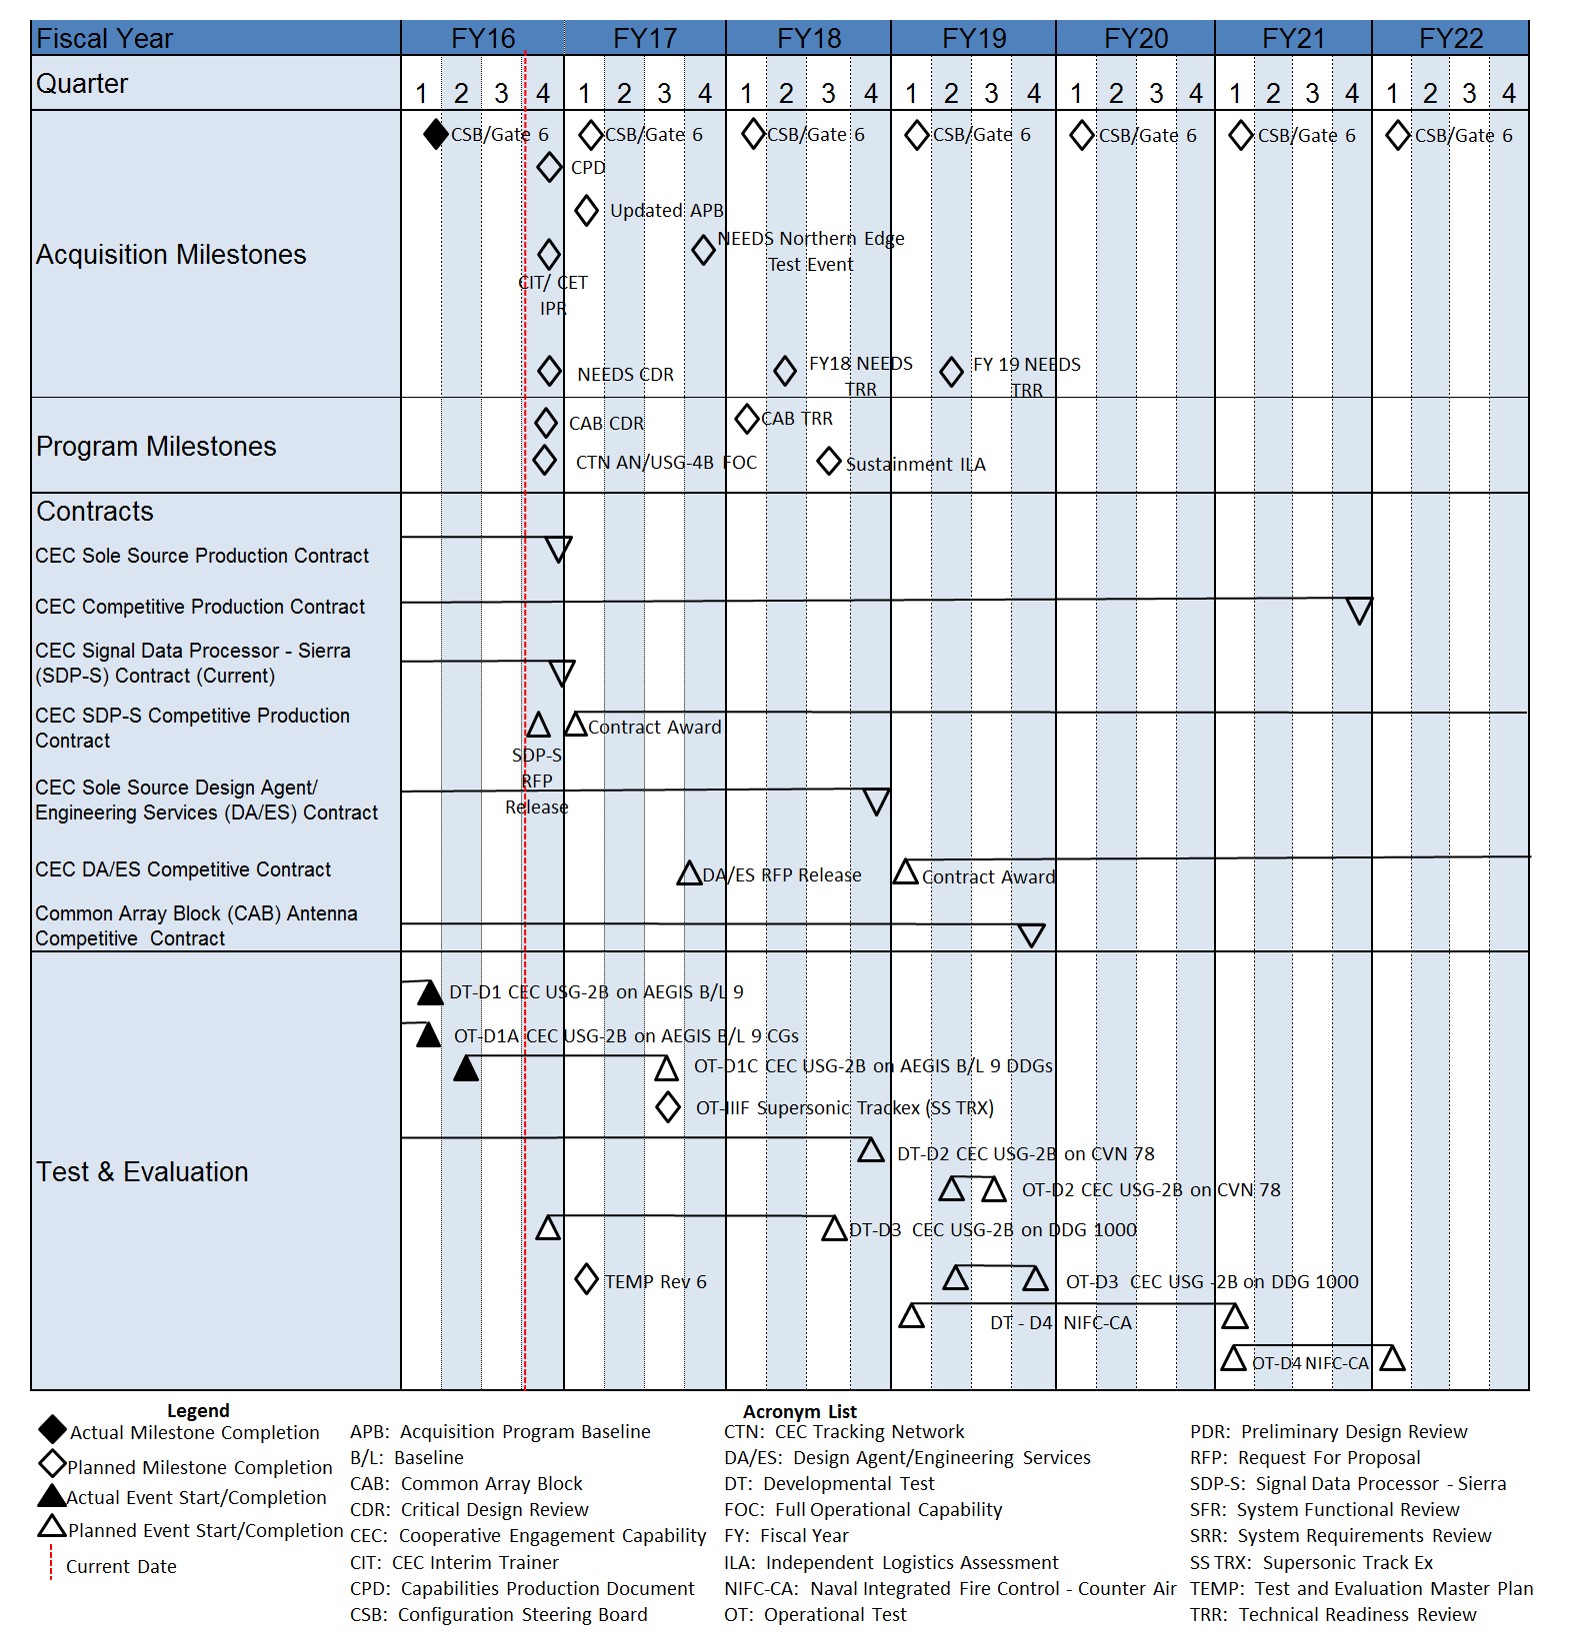 Fiscal Year FY16 FY17 FY18 FY19 FY20 FY21 FY22
Quarter 1 2 3 4 1 2 3 4 1 2 3 4 1 2 3 4 1 2 3 4 1 2 3 4 1 2 3 4
CSB/Gate 6 CSB/Gate 6 CSB/Gate 6 CSB/Gate 6 CSB/Gate 6 CSB/Gate 6 CSB/Gate 6
CPD
Updated APB
Acquisition Milestones
NEEDS Northern Edge
Test Event
CIT/ CET
IPR
NEEDS CDR
FY18 NEEDS
TRR
FY 19 NEEDS
TRR
Program Milestones
CAB CDR
CAB TRR
CTN AN/USG-4B FOC
Sustainment ILA
Contracts
CEC Sole Source Production Contract
CEC Competitive Production Contract
CEC Signal Data Processor - Sierra
(SDP-S) Contract (Current)
CEC SDP-S Competitive Production
Contract
Contract Award
SDP-S
RFP
Release
CEC Sole Source Design Agent/
Engineering Services (DA/ES) Contract
CEC DA/ES Competitive Contract
DA/ES RFP Release
Contract Award
Common Array Block (CAB) Antenna
Competitive Contract
Test & Evaluation
DT-D1 CEC USG-2B on AEGIS B/L 9
OT-D1A CEC USG-2B on AEGIS B/L 9 CGs
OT-D1C CEC USG-2B on AEGIS B/L 9 DDGs
OT-IIIF Supersonic Trackex (SS TRX)
DT-D2 CEC USG-2B on CVN 78
OT-D2 CEC USG-2B on CVN 78
DT-D3 CEC USG-2B on DDG 1000
TEMP Rev 6
OT-D3 CEC USG -2B on DDG 1000
DT - D4 NIFC-CA
OT-D4 NIFC-CA
Legend
Actual Milestone Completion
Planned Milestone Completion
Actual Event Start/Completion
Planned Event Start/Completion
Current Date
Acronym List
APB: Acquisition Program Baseline
B/L: Baseline
CAB: Common Array Block
CDR: Critical Design Review
CEC: Cooperative Engagement Capability
CIT: CEC Interim Trainer
CPD: Capabilities Production Document
CSB: Configuration Steering Board
CTN: CEC Tracking Network
DA/ES: Design Agent/Engineering Services
DT: Developmental Test
FOC: Full Operational Capability
FY: Fiscal Year
ILA: Independent Logistics Assessment
NIFC-CA: Naval Integrated Fire Control - Counter Air
OT: Operational Test
PDR: Preliminary Design Review
RFP: Request For Proposal
SDP-S: Signal Data Processor - Sierra
SFR: System Functional Review
SRR: System Requirements Review
SS TRX: Supersonic Track Ex
TEMP: Test and Evaluation Master Plan
TRR: Technical Readiness Review